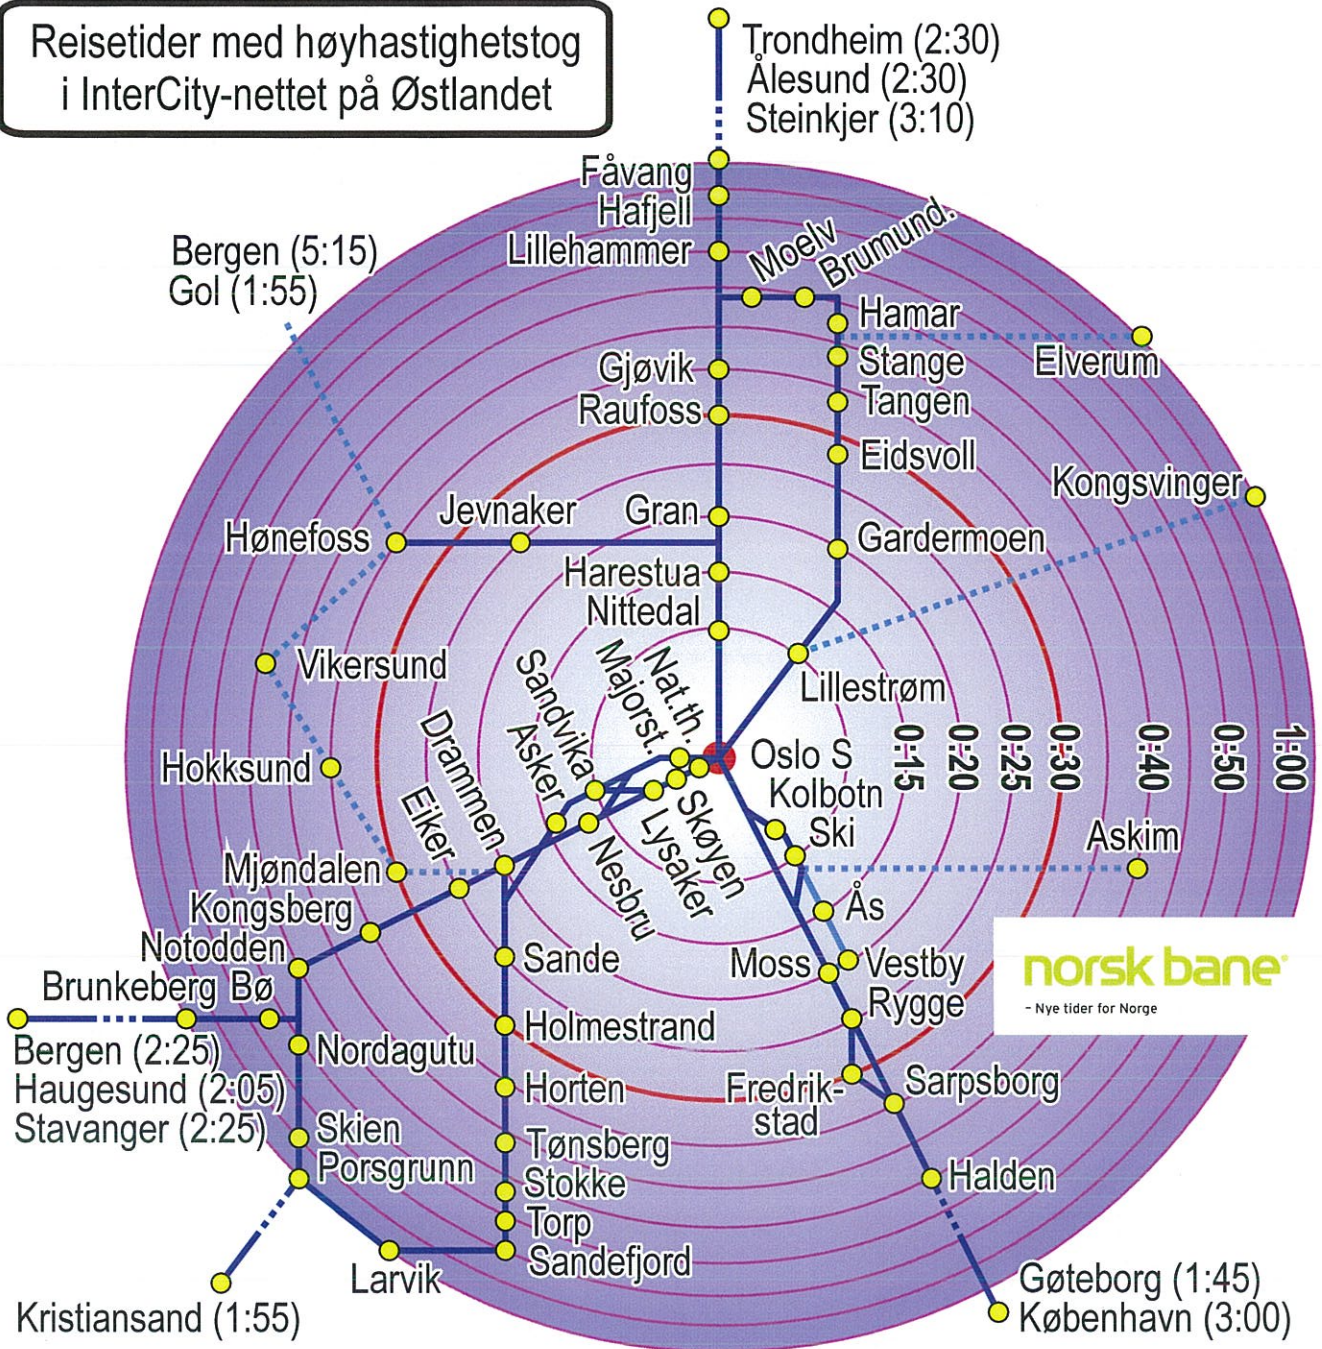 Reisetider med høyhastighetstog
i InterCity-nettet på Østlandet
Trondheim (2:30)
Ålesund (2:30)
Steinkjer (3:10)
Fåvang
Hafjell
Lillehammer
Moelv
Brumund.
Bergen (5:15)
Gol (1:55)
Hamar
Stange
Elverum
Tangen
Gjøvik
Raufoss
Eidsvoll
Kongsvinger
Jevnaker
Gran
Hønefoss
Gardermoen
Harestua
Nittedal
Nat.th.
Majorst.
Sandvika
Asker
Vikersund
Lillestrøm
Drammen
Eiker
Hokksund
Oslo S
Kolbotn
Ski
0:15
0:20
0:25
0:30
0:40
0:50
1:00
Skøyen
Lysaker
Nesbru
Askim
Mjøndalen
Kongsberg
Notodden
Ås
Brunkeberg Bø
Sande
Moss
Vestby
Rygge
norsk bane®
- Nye tider for Norge
Bergen (2:25)
Haugesund (2:05)
Stavanger (2:25)
Nordagutu
Holmestrand
Horten
Fredrik-
stad
Sarpsborg
Skien
Porsgrunn
Tønsberg
Stokke
Torp
Sandefjord
Halden
Larvik
Kristiansand (1:55)
Gøteborg (1:45)
København (3:00)